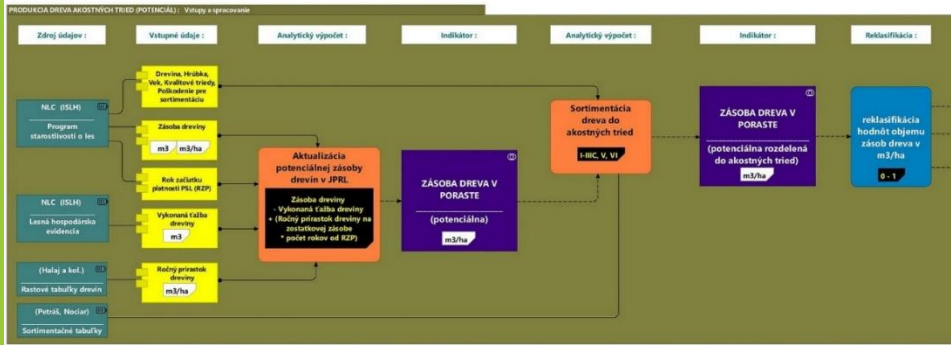 PRODUKCIA DREVA AKOSTNÝCH TRIED (POTENCIÁL) : Vstupy a spracovanie
Zdroj údajov :
Vstupné údaje :
Analytický výpočet :
Indikátor :
Analytický výpočet :
Indikátor :
Reklasifikácia :
NLC (ISLH)
Program
starostlivosti o les
NLC (ISLH)
Lesná hospodárska
evidencia
(Halaj a kol.)
Rastové tabuľky drevín
(Petráš, Nociar)
Sortimentačné tabuľky
Drevina, Hrúbka,
Vek, Kvalitové triedy,
Poškodenie pre
sortimentáciu
Zásoba dreviny
m3 m3/ha
Rok začiatku
platnosti PSL (RZP)
Vykonaná ťažba
dreviny
m3
Ročný prírastok
dreviny
m3/ha
Aktualizácia
potenciálnej zásoby
drevín v JPRL
Zásoba dreviny
- Vykonaná ťažba dreviny
+ (Ročný prírastok dreviny na
zostatkovej zásobe
* počet rokov od RZP)
ZÁSOBA DREVA V
PORASTE
(potenciálna)
m3/ha
Sortimentácia
dreva do
akostných tried
I-IIIC, V, VI
ZÁSOBA DREVA V
PORASTE
(potenciálna rozdelená
do akostných tried)
m3/ha
reklasifikácia
hodnôt objemu
zásob dreva v
m3/ha
0 - 1